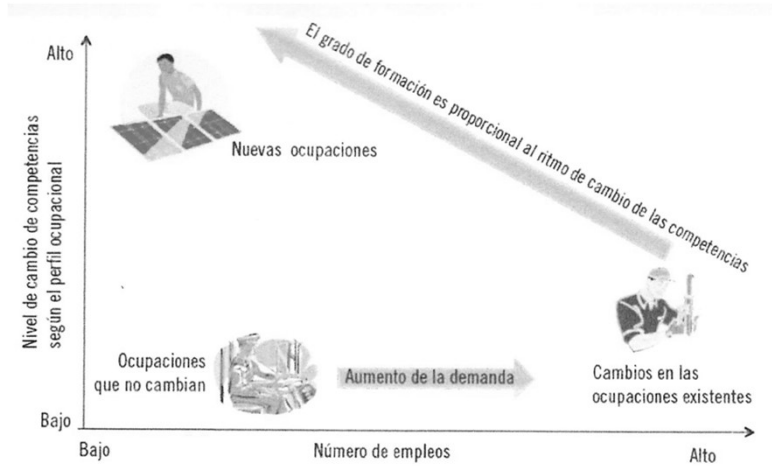 El grado de formación es proporcional al ritmo de cambio de las competencias
Alto
Nivel de cambio de competencias
según el perfil ocupacional
Nuevas ocupaciones
Ocupaciones
que no cambian
Aumento de la demanda
Cambios en las
ocupaciones existentes
Bajo
Bajo
Número de empleos
Alto